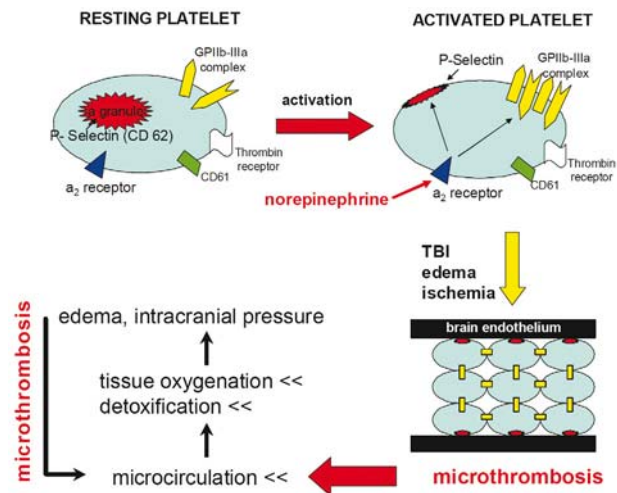 RESTING PLATELET
GPIIb-IIIa
complex
a granule
P- Selectin (CD 62)
a2 receptor
CD61
Thrombin
receptor
activation
ACTIVATED PLATELET
P-Selectin
GPIIb-IIIa
complex
Thrombin
receptor
CD61
a2 receptor
norepinephrine
TBI
edema
ischemia
brain endothelium
microthrombosis
microcirculation <<
tissue oxygenation <<
detoxification <<
edema, intracranial pressure
microthrombosis